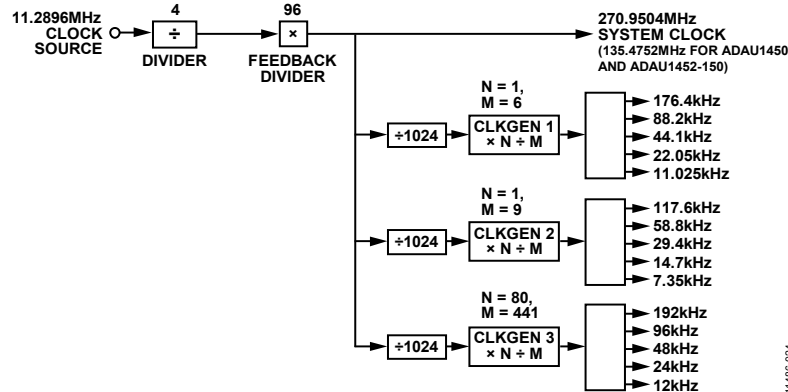 11.2896MHz
CLOCK
SOURCE
4
÷
DIVIDER
96
×
FEEDBACK
DIVIDER
270.9504MHz
SYSTEM CLOCK
(135.4752MHz FOR ADAU1450
AND ADAU1452-150)
N = 1,
M = 6
÷1024
CLKGEN 1
× N ÷ M
176.4kHz
88.2kHz
44.1kHz
22.05kHz
11.025kHz
N = 1,
M = 9
÷1024
CLKGEN 2
× N ÷ M
117.6kHz
58.8kHz
29.4kHz
14.7kHz
7.35kHz
N = 80,
M = 441
÷1024
CLKGEN 3
× N ÷ M
192kHz
96kHz
48kHz
24kHz
12kHz